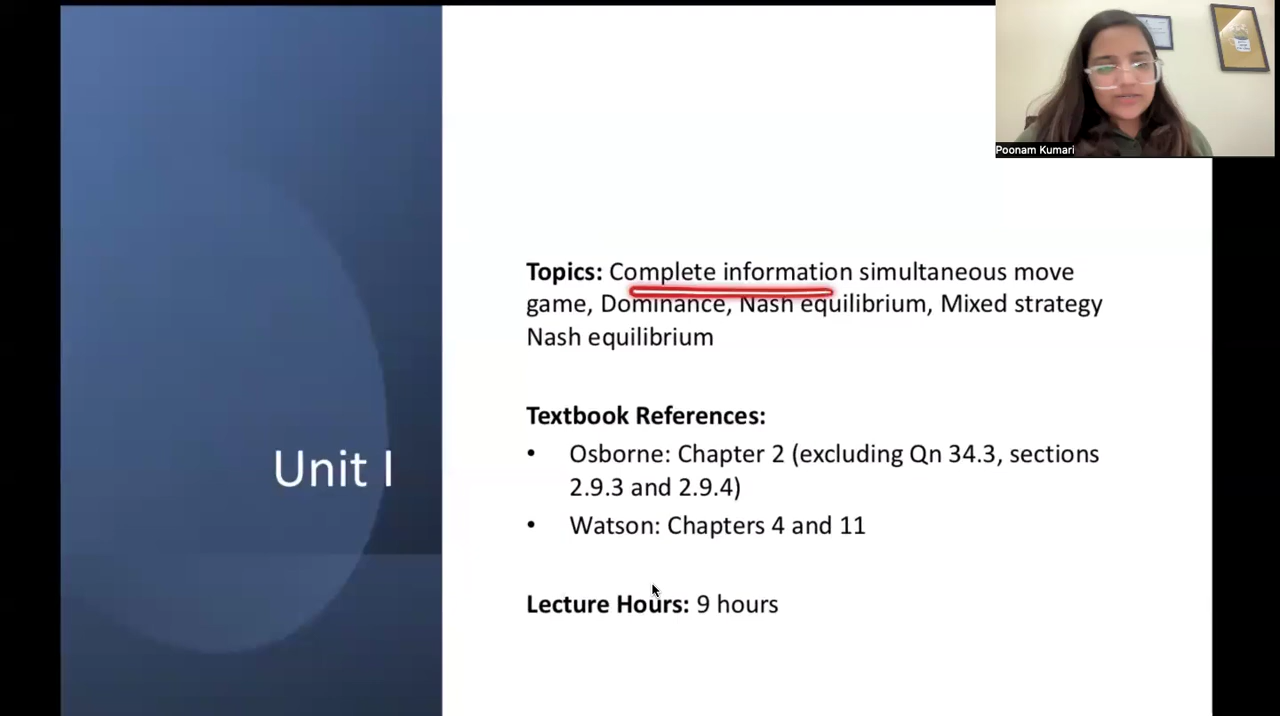 Poonam Kumari
Topics: Complete information simultaneous move
game, Dominance, Nash equilibrium, Mixed strategy
Nash equilibrium
Textbook References:
• Osborne: Chapter 2 (excluding Qn 34.3, sections
2.9.3 and 2.9.4)
• Watson: Chapters 4 and 11
Lecture Hours: 9 hours
Unit I